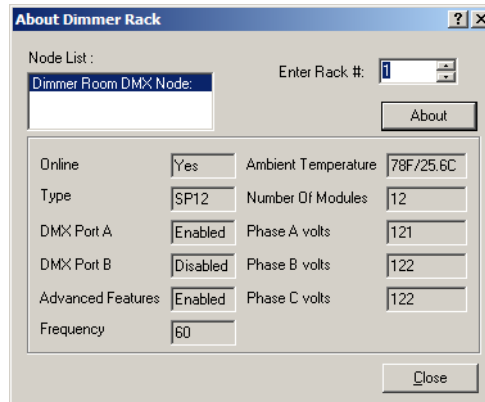 About Dimmer Rack
Node List :
Enter Rack #: 1
Dimmer Room DMX Node:
About
Online Yes Ambient Temperature 78F/25.6C
Type SP12 Number Of Modules 12
DMX Port A Enabled Phase A volts 121
DMX Port B Disabled Phase B volts 122
Advanced Features Enabled Phase C volts 122
Frequency 60
Close